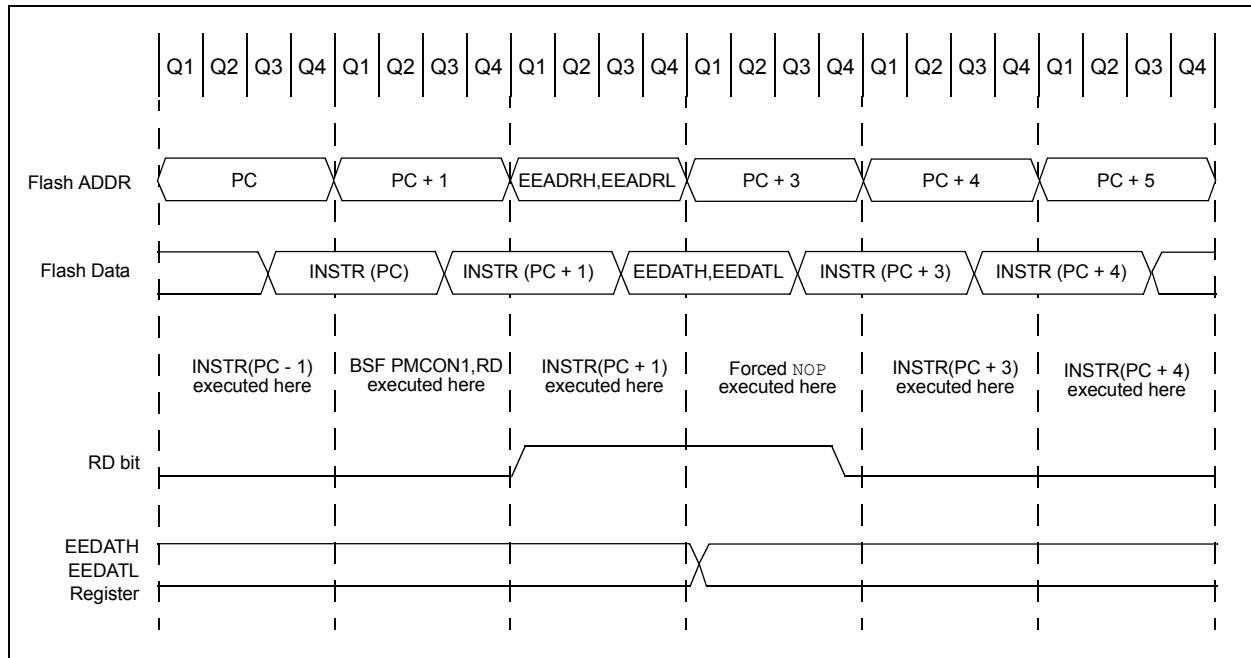 Q1 Q2 Q3 Q4 Q1 Q2 Q3 Q4 Q1 Q2 Q3 Q4 Q1 Q2 Q3 Q4 Q1 Q2 Q3 Q4 Q1 Q2 Q3 Q4
Flash ADDR PC PC + 1 EEADRH,EEADRL PC + 3 PC + 4 PC + 5
Flash Data INSTR (PC) INSTR (PC + 1) EEDATH,EEDATL INSTR (PC + 3) INSTR (PC + 4)
INSTR(PC - 1) BSF PMCON1,RD INSTR(PC + 1) Forced NOP INSTR(PC + 3) INSTR(PC + 4)
executed here executed here executed here executed here executed here executed here
RD bit
EEDATH
EEDATL
Register